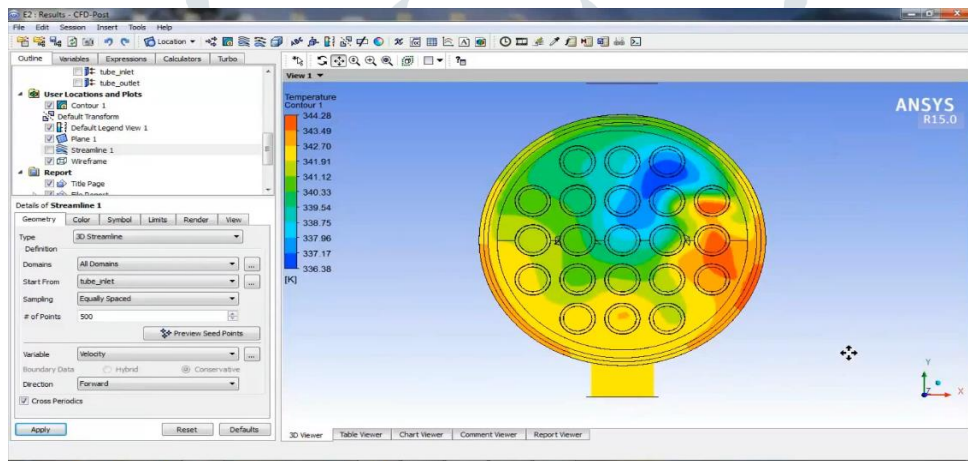 E2 : Results - CFD-Post
File Edit Session Insert Tools Help
Location
Outline Variables Expressions Calculators Turbo
tube_inlet
tube_outlet
User Locations and Plots
Contour 1
Default Transform
Default Legend View 1
Plane 1
Streamline 1
Wireframe
Report
Title Page
Details of Streamline 1
Geometry Color Symbol Limits Render View
Type 3D Streamline
Definition
Domains All Domains ...
Start From tube_inlet ...
Sampling Equally Spaced
# of Points 500
Preview Seed Points
Variable Velocity ...
Boundary Data Hybrid Conservative
Direction Forward
Cross Periodics
Apply Reset Defaults
View 1
Temperature
Contour 1
344.28
343.49
342.70
341.91
341.12
340.33
339.54
338.75
337.96
337.17
336.38
[K]
ANSYS
R15.0
Y
Z X
3D Viewer Table Viewer Chart Viewer Comment Viewer Report Viewer